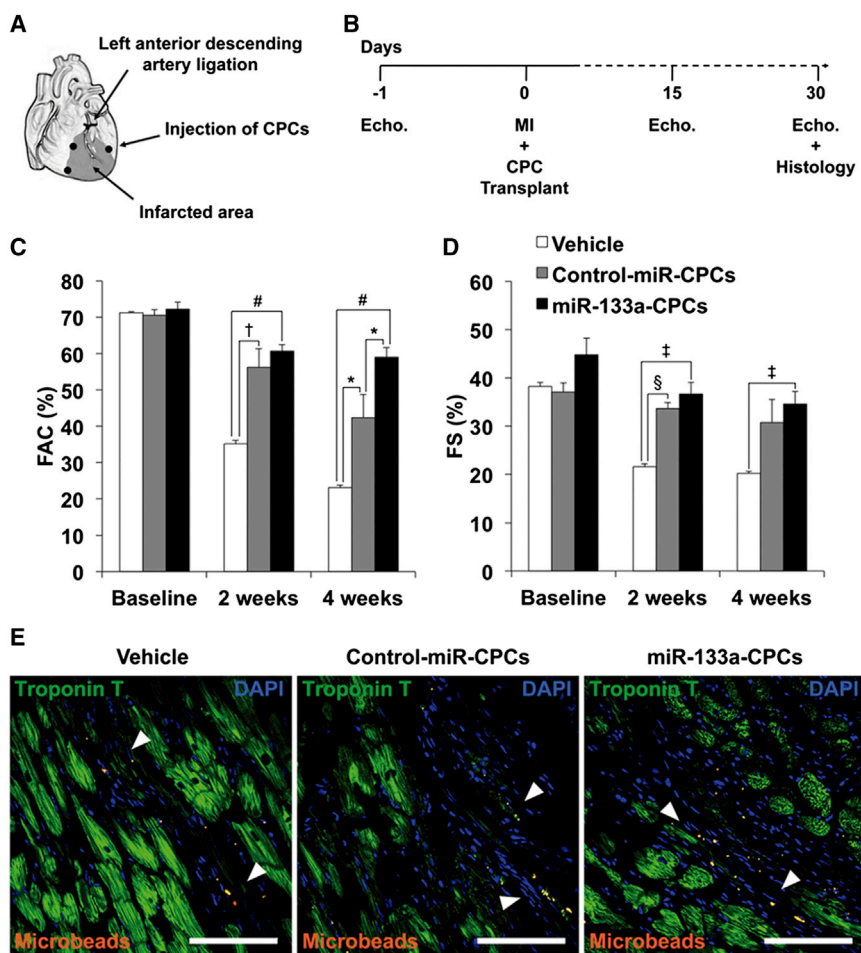 A
Left anterior descending
artery ligation
Injection of CPCs
Infarcted area
B
Days
-1
0
15
30
Echo.
MI
+
CPC
Transplant
Echo.
Echo.
+
Histology
C
FAC (%)
80
70
60
50
40
30
20
10
0
#
†
#
*
*
Baseline
2 weeks
4 weeks
D
Vehicle
Control-miR-CPCs
miR-133a-CPCs
FS (%)
60
50
40
30
20
10
0
‡
§
‡
Baseline
2 weeks
4 weeks
E
Vehicle
Troponin T
DAPI
Microbeads
Control-miR-CPCs
Troponin T
DAPI
Microbeads
miR-133a-CPCs
Troponin T
DAPI
Microbeads